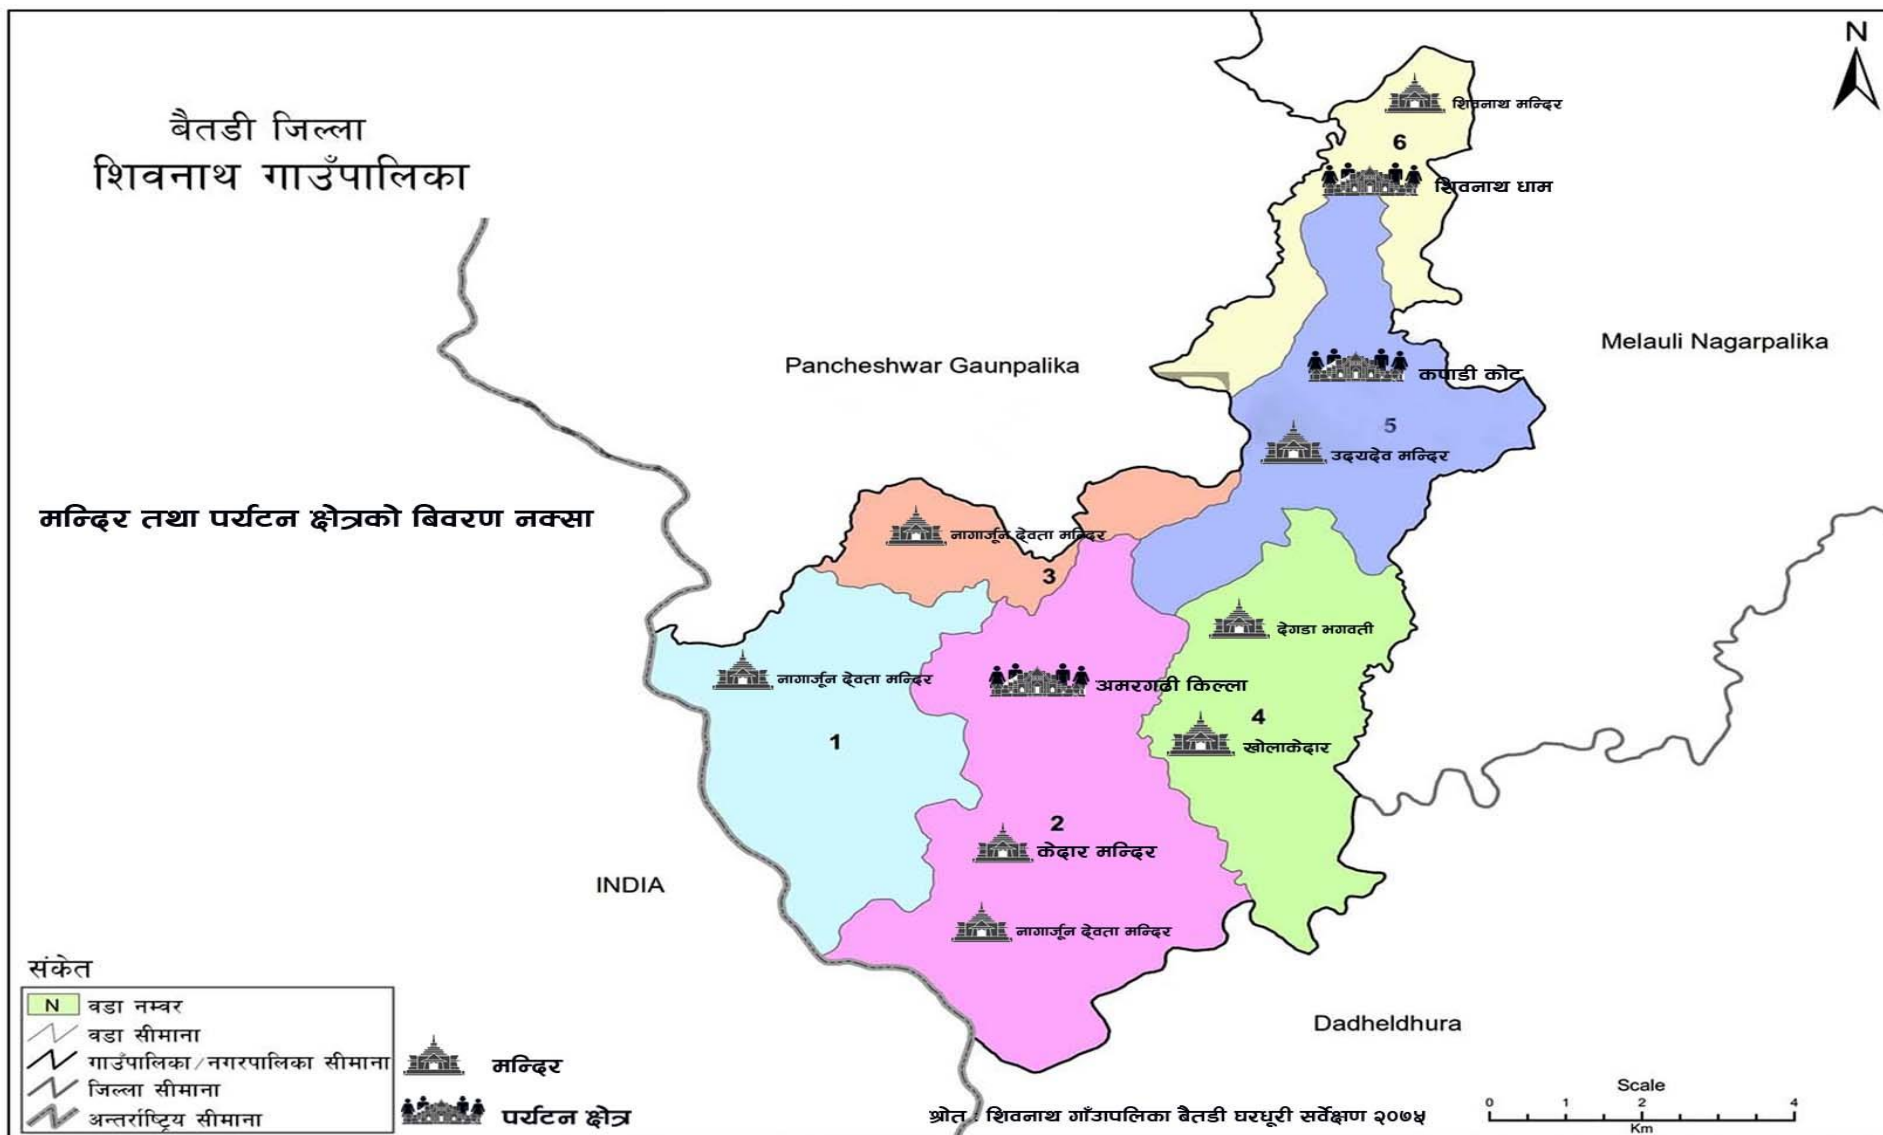 N
बैतडी जिल्ला
शिवनाथ गाउँपालिका
शिवनाथ मन्दिर
6
शिवनाथ धाम
Melauli Nagarpalika
Pancheshwar Gaunpalika
कपाडी कोट
5
उदयदेव मन्दिर
मन्दिर तथा पर्यटन क्षेत्रको बिवरण नक्सा
नागार्जून देवता मन्दिर
3
देगडा भगवती
नागार्जून देवता मन्दिर
अमरगढी किल्ला
4
1
खोलाकेदार
2
केदार मन्दिर
INDIA
नागार्जून देवता मन्दिर
संकेत
N वडा नम्वर
वडा सीमाना
गाउँपालिका/नगरपालिका सीमाना
जिल्ला सीमाना
अन्तर्राष्ट्रिय सीमाना
मन्दिर
पर्यटन क्षेत्र
Dadheldhura
श्रोत : शिवनाथ गाँउापलिका बैतडी घरधूरी सर्वेक्षण २०७५
Scale
0 1 2 4
Km